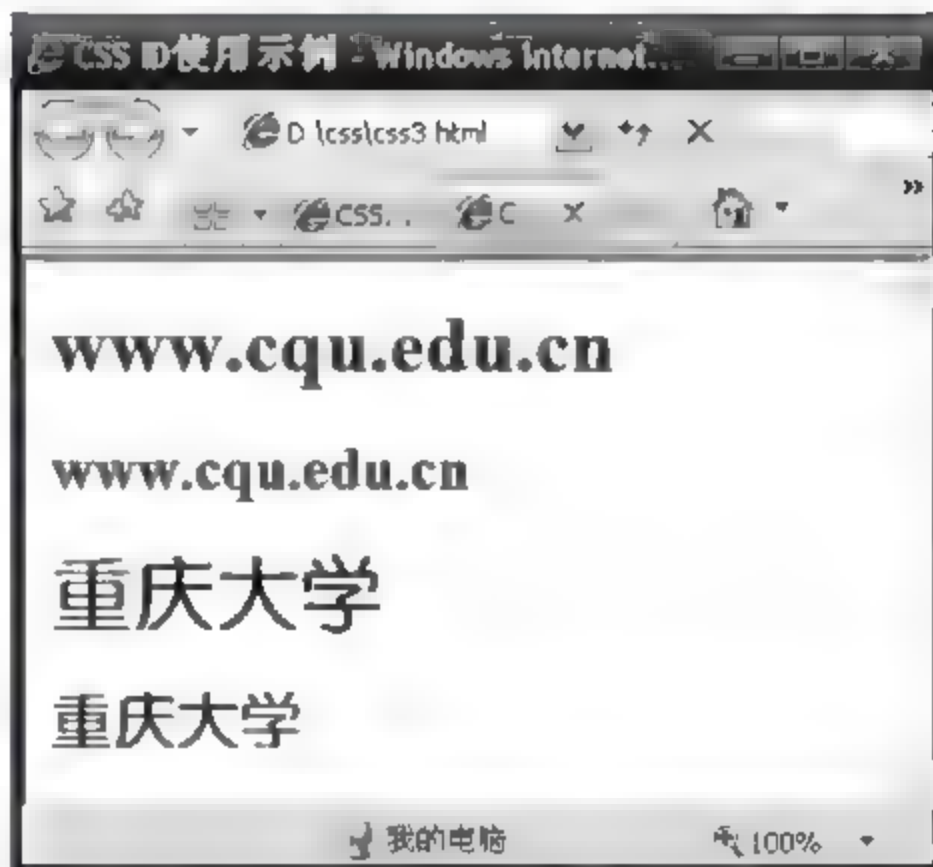 CSS ID使用示例 - Windows Internet...
D \css\css3 html
CSS. . C
»
www.cqu.edu.cn
www.cqu.edu.cn
重庆大学
重庆大学
我的电脑 100%